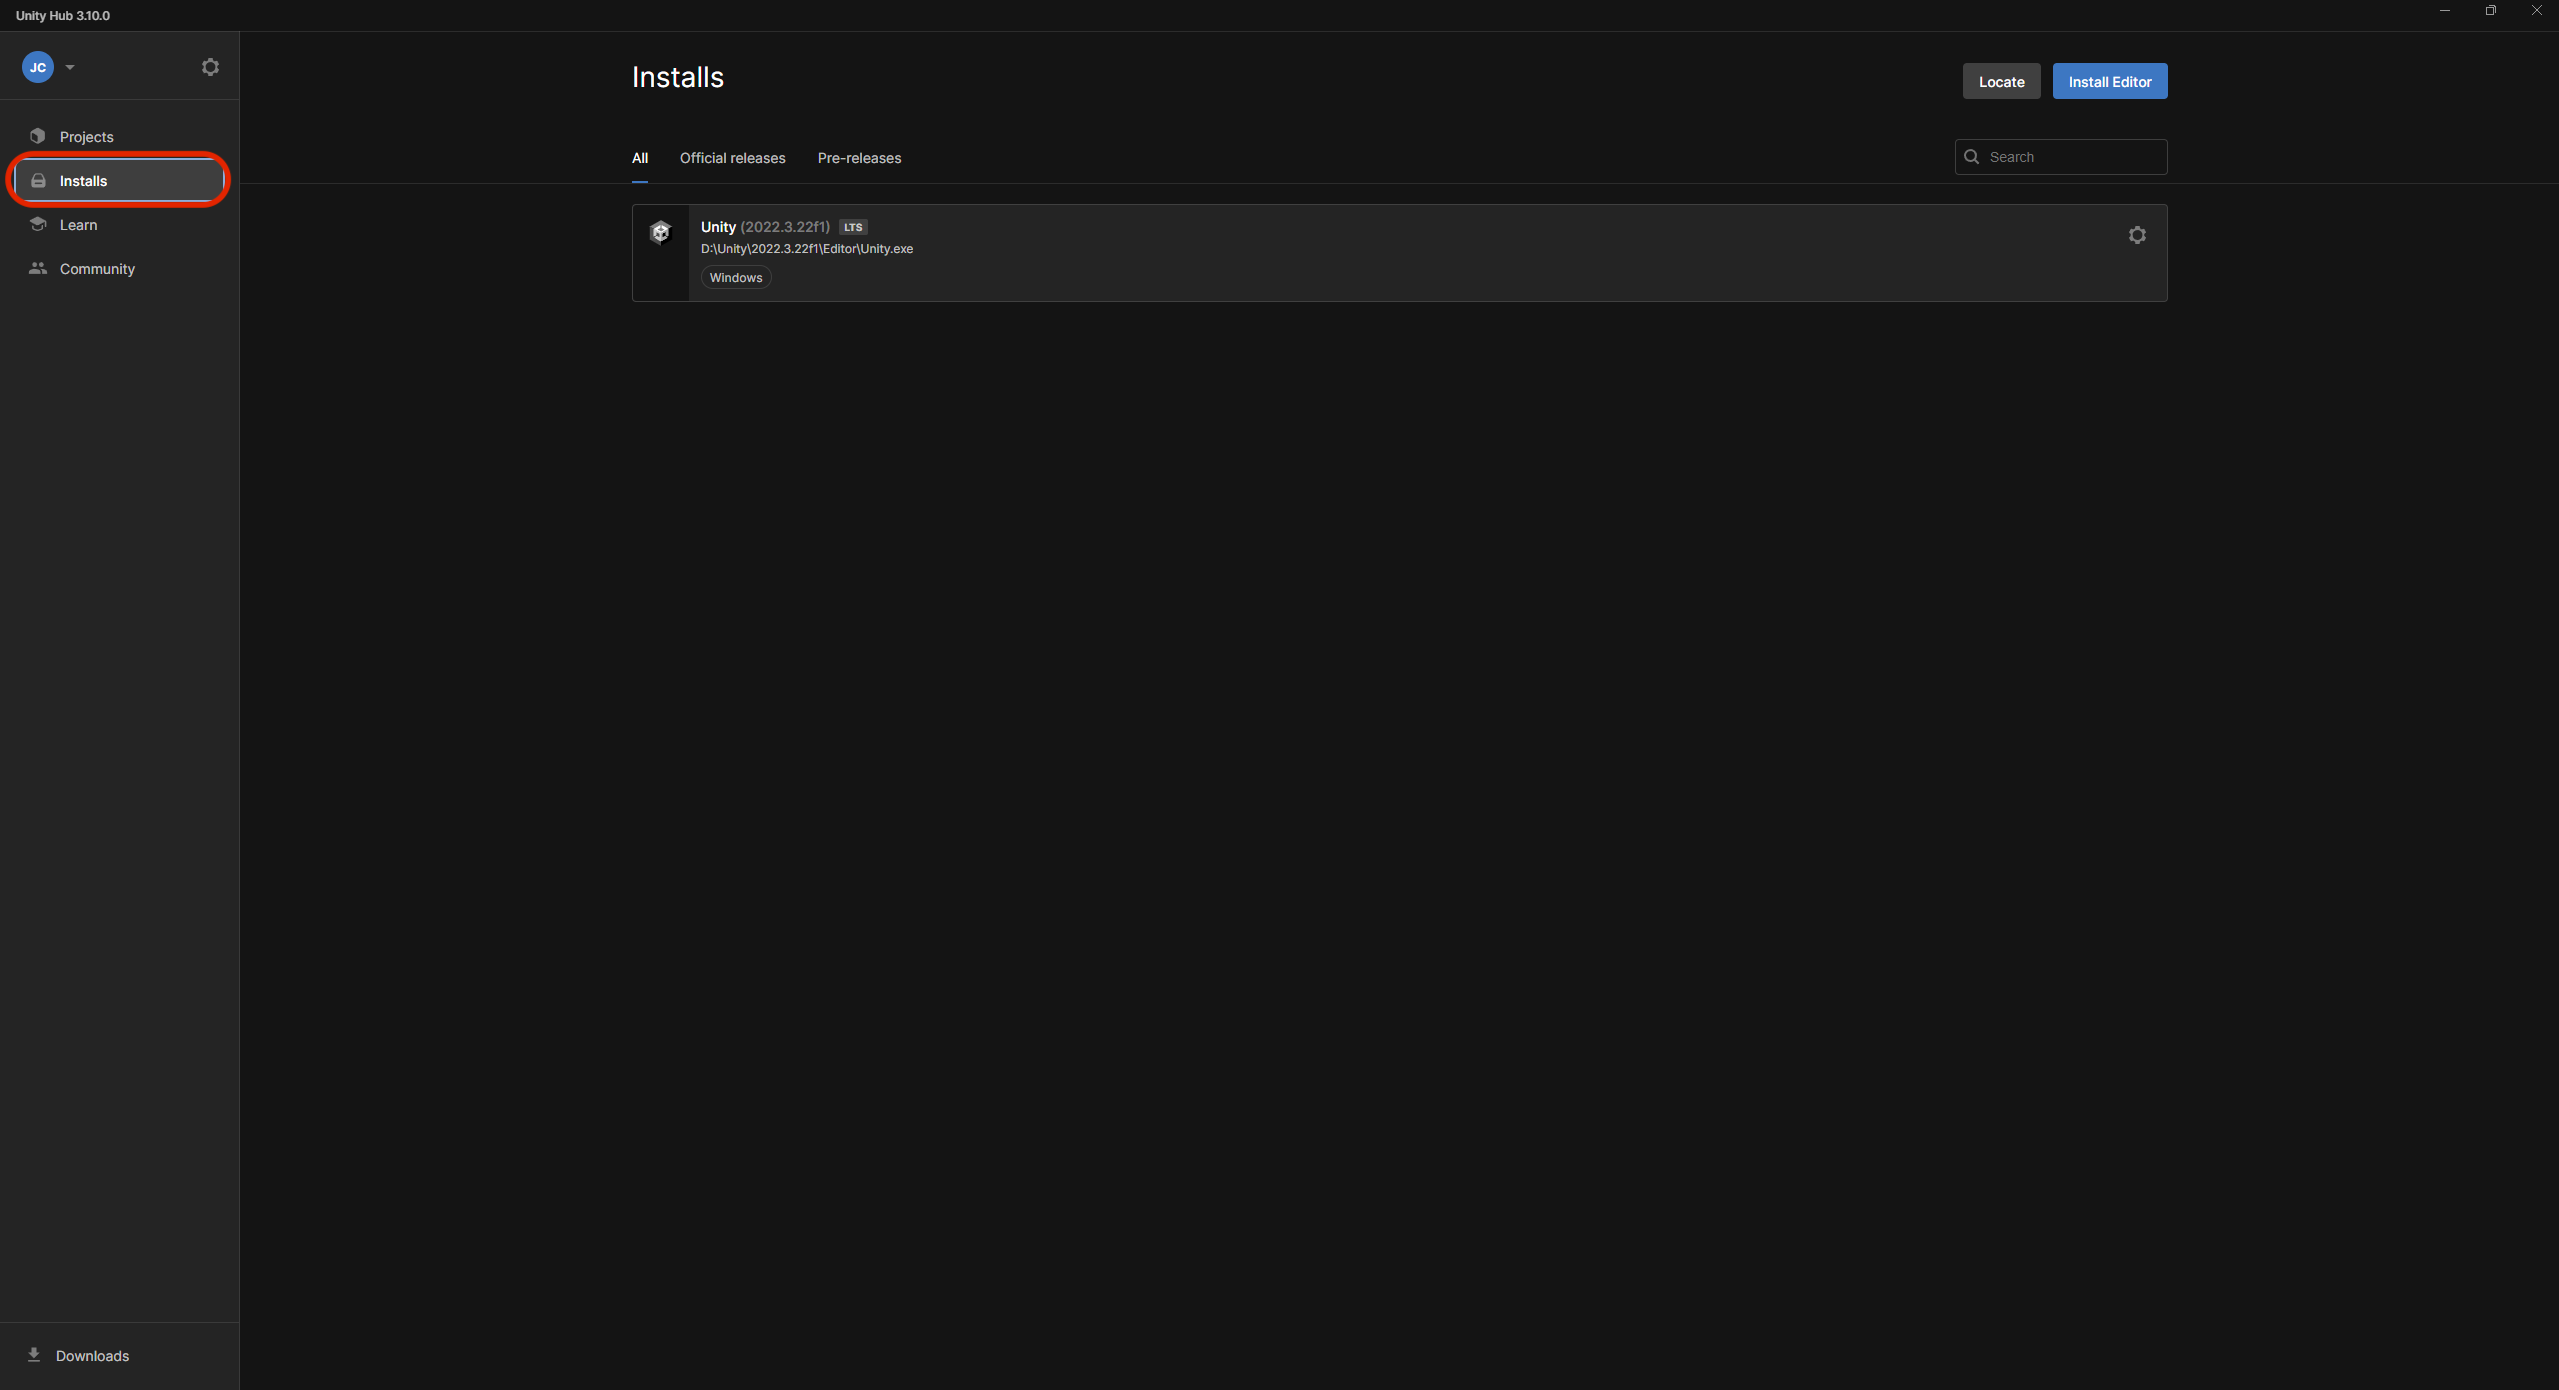 Unity Hub 3.10.0
JC
Projects
Installs
Learn
Community
Downloads
Installs
Locate
Install Editor
All
Official releases
Pre-releases
Search
Unity (2022.3.22f1) LTS
D:\Unity\2022.3.22f1\Editor\Unity.exe
Windows